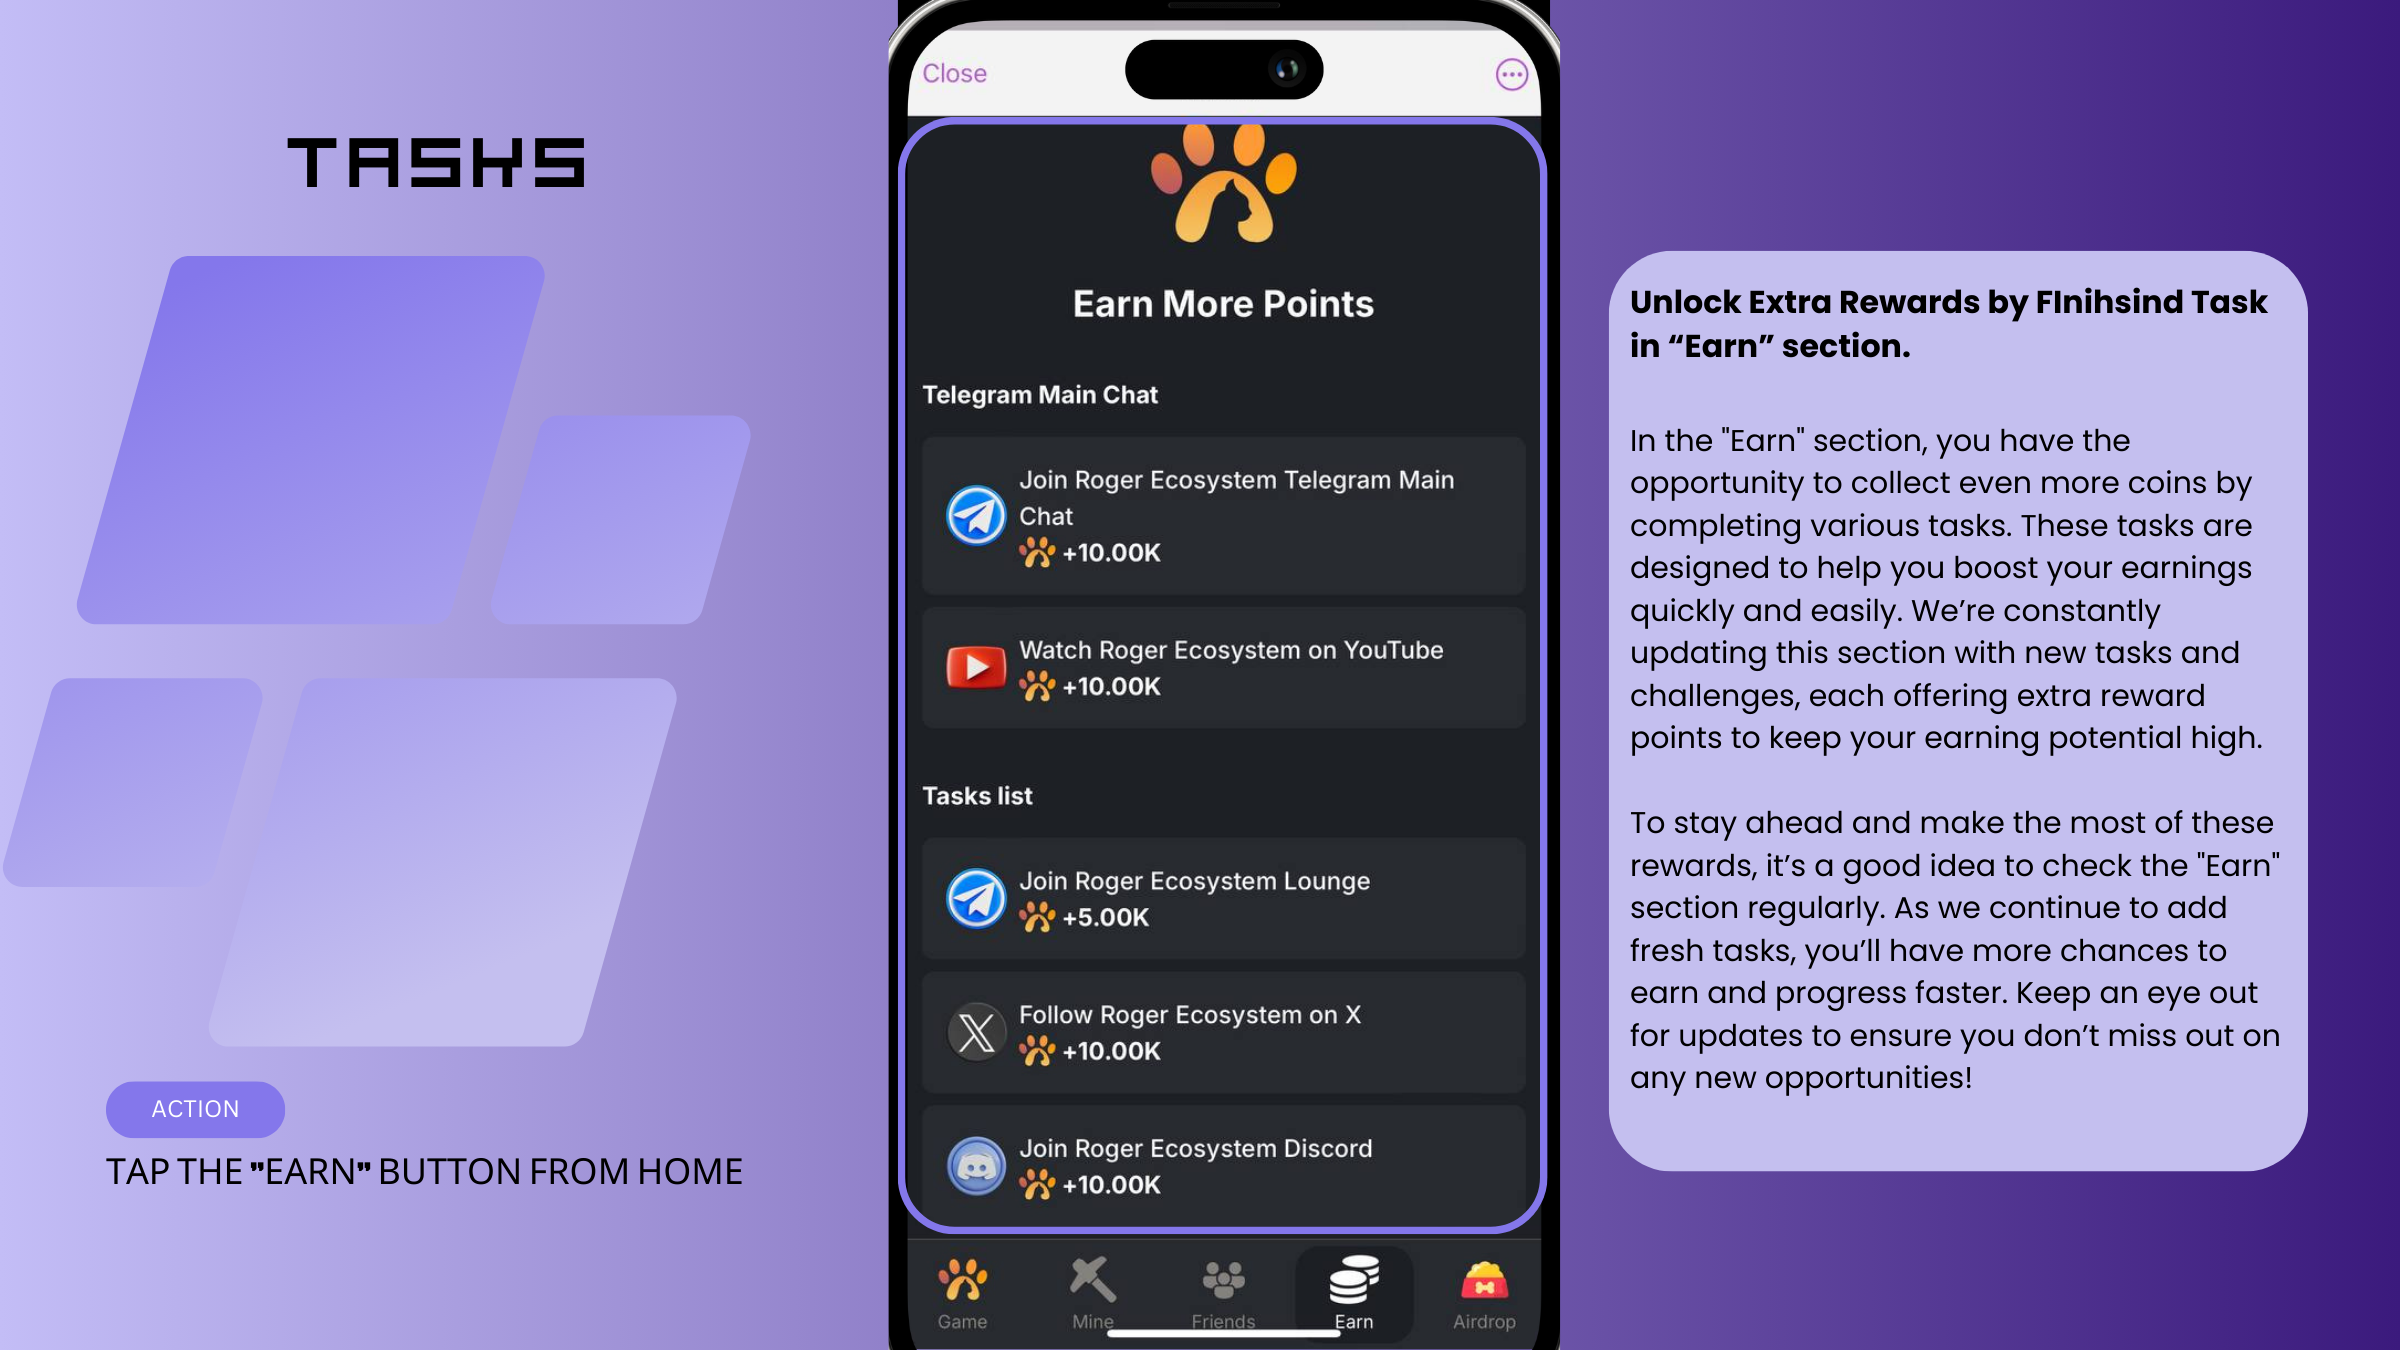 TASKS
ACTION
TAP THE "EARN" BUTTON FROM HOME
Close
Earn More Points
Telegram Main Chat
Join Roger Ecosystem Telegram Main
Chat
+10.00K
Watch Roger Ecosystem on YouTube
+10.00K
Tasks list
Join Roger Ecosystem Lounge
+5.00K
Follow Roger Ecosystem on X
+10.00K
Join Roger Ecosystem Discord
+10.00K
Game
Mine
Friends
Earn
Airdrop
Unlock Extra Rewards by FInihsind Task
in “Earn” section.
In the "Earn" section, you have the
opportunity to collect even more coins by
completing various tasks. These tasks are
designed to help you boost your earnings
quickly and easily. We’re constantly
updating this section with new tasks and
challenges, each offering extra reward
points to keep your earning potential high.
To stay ahead and make the most of these
rewards, it’s a good idea to check the "Earn"
section regularly. As we continue to add
fresh tasks, you’ll have more chances to
earn and progress faster. Keep an eye out
for updates to ensure you don’t miss out on
any new opportunities!